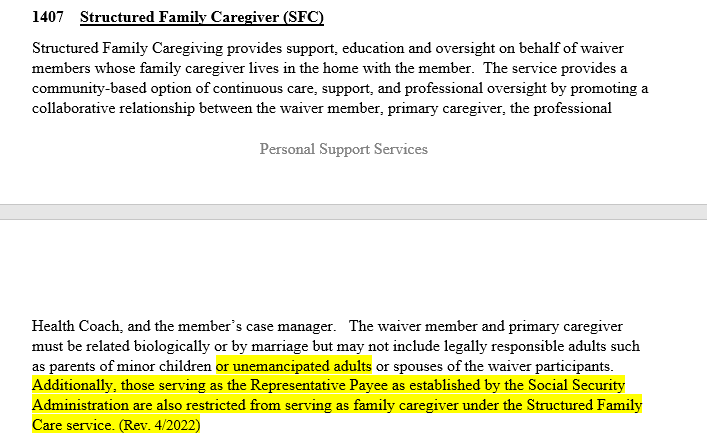 1407 Structured Family Caregiver (SFC)
Structured Family Caregiving provides support, education and oversight on behalf of waiver
members whose family caregiver lives in the home with the member. The service provides a
community-based option of continuous care, support, and professional oversight by promoting a
collaborative relationship between the waiver member, primary caregiver, the professional
Personal Support Services
Health Coach, and the member's case manager. The waiver member and primary caregiver
must be related biologically or by marriage but may not include legally responsible adults such
as parents of minor children or unemancipated adults or spouses of the waiver participants.
Additionally, those serving as the Representative Payee as established by the Social Security
Administration are also restricted from serving as family caregiver under the Structured Family
Care service. (Rev. 4/2022)